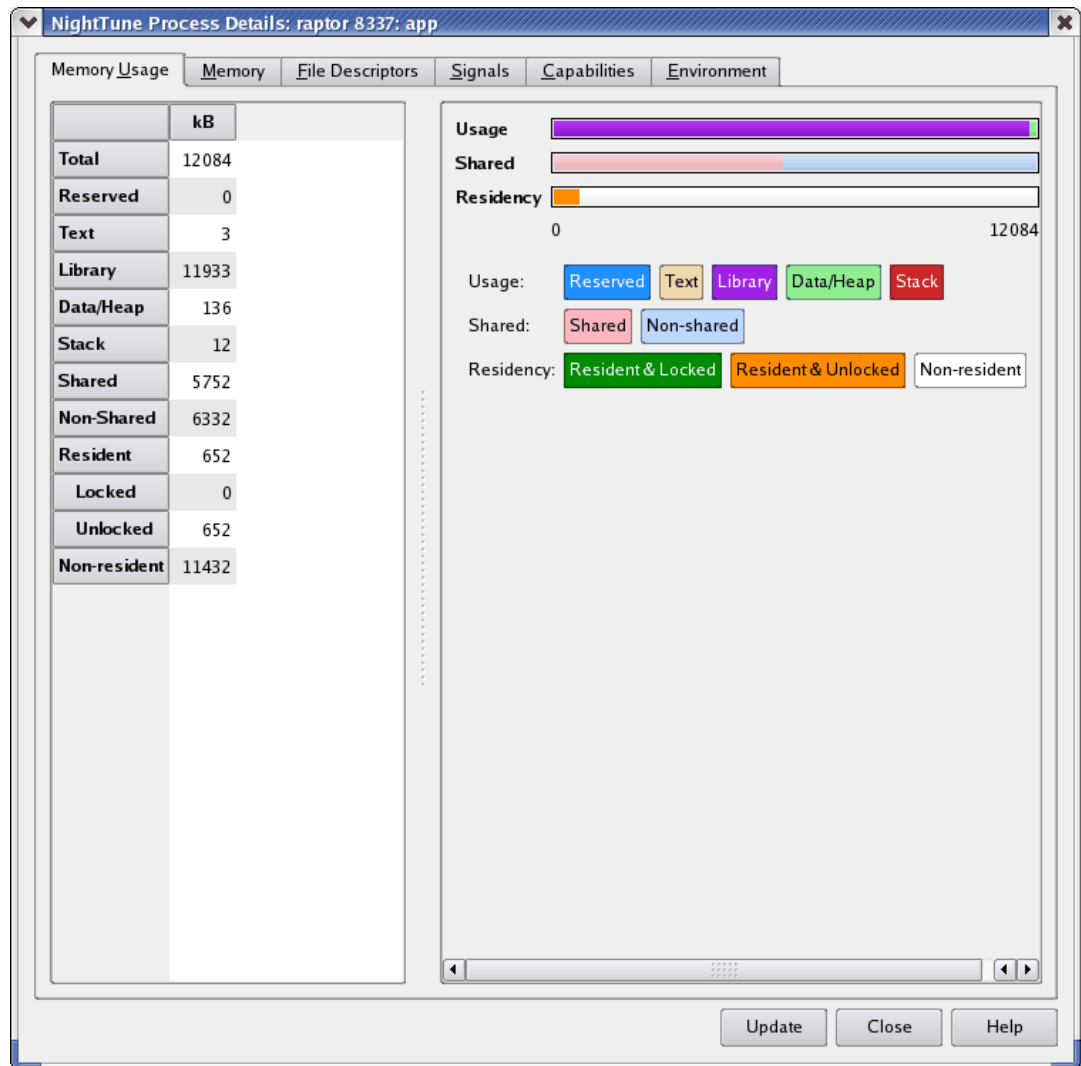 NightTune Process Details: raptor 8337: app
Memory Usage Memory File Descriptors Signals Capabilities Environment
kB
Total 12084
Reserved 0
Text 3
Library 11933
Data/Heap 136
Stack 12
Shared 5752
Non-Shared 6332
Resident 652
Locked 0
Unlocked 652
Non-resident 11432
Usage
Shared
Residency
0 12084
Usage: Reserved Text Library Data/Heap Stack
Shared: Shared Non-shared
Residency: Resident & Locked Resident & Unlocked Non-resident
Update Close Help